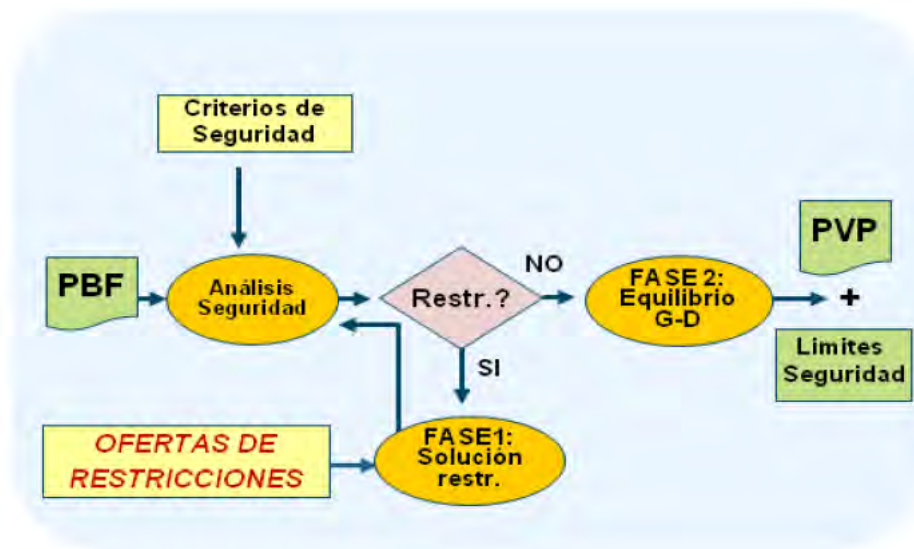 Criterios de
Seguridad
PBF
Análisis
Seguridad
Restr.?
NO
SI
FASE 2:
Equilibrio
G-D
PVP
+
Limites
Seguridad
OFERTAS DE
RESTRICCIONES
FASE1:
Solución
restr.